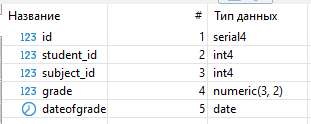 Название # Тип данных
123 id 1 serial4
123 student_id 2 int4
123 subject_id 3 int4
123 grade 4 numeric(3, 2)
dateofgrade 5 date